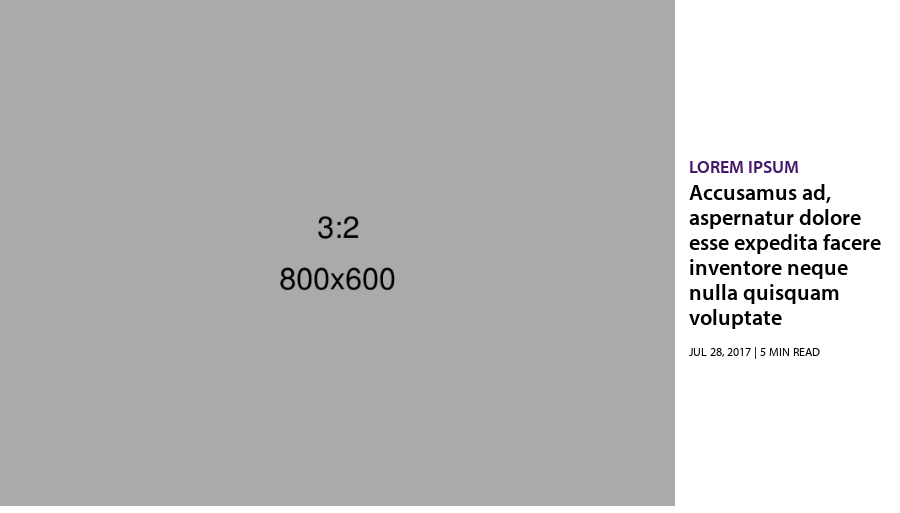 3:2
800x600
LOREM IPSUM
Accusamus ad,
aspernatur dolore
esse expedita facere
inventore neque
nulla quisquam
voluptate
JUL 28, 2017 | 5 MIN READ